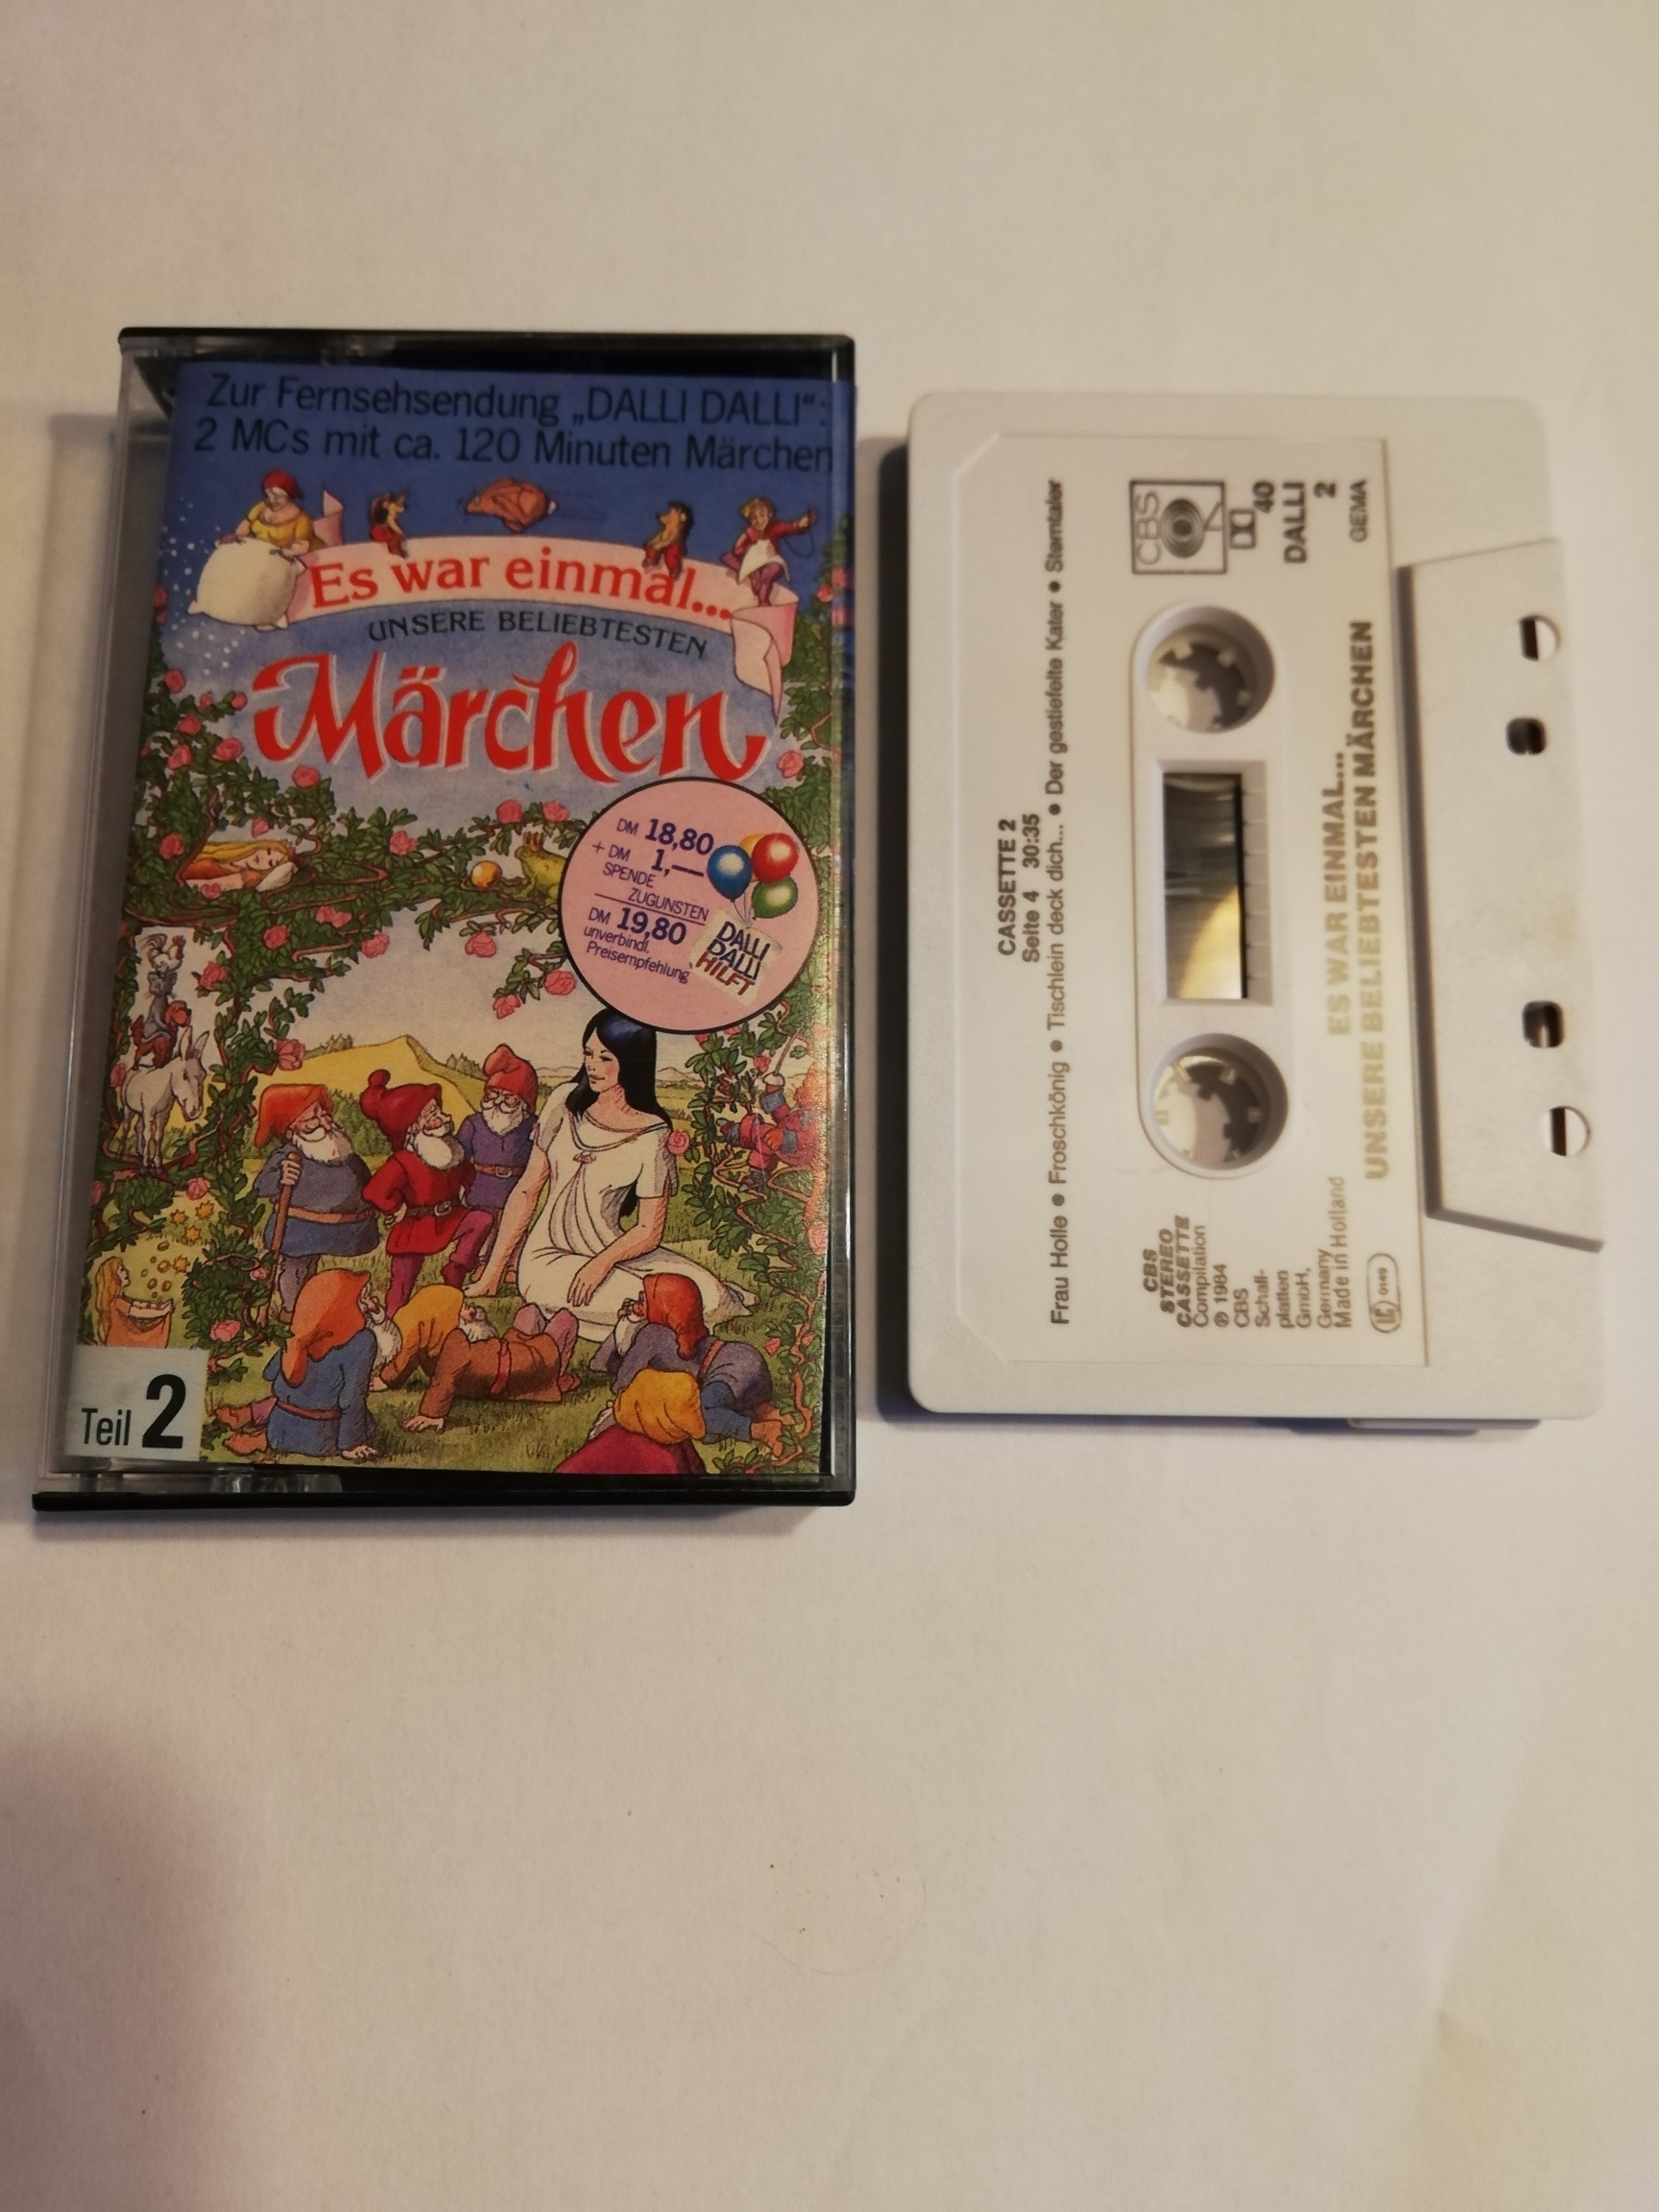 Zur Fernsehsendung „DALLI DALLI“:
2 MCs mit ca. 120 Minuten Märchen
Es war einmal...
UNSERE BELIEBTESTEN
Märchen
DM 18,80
+ DM 1,—
SPENDE
ZUGUNSTEN
DM 19,80
unverbindl.
Preisempfehlung
DALLI
DALLI
HILFT
Teil 2
CASSETTE 2
Seite 4 30:35
Frau Holle ● Froschkönig ● Tischlein deck dich... ● Der gestiefelte Kater ● Sterntaler
CBS
40
DALLI
2
GEMA
CBS
STEREO
CASSETTE
Compilation
℗ 1984
CBS
Schall-
platten
GmbH,
Germany
Made in Holland
0149
ES WAR EINMAL...
UNSERE BELIEBTESTEN MÄRCHEN